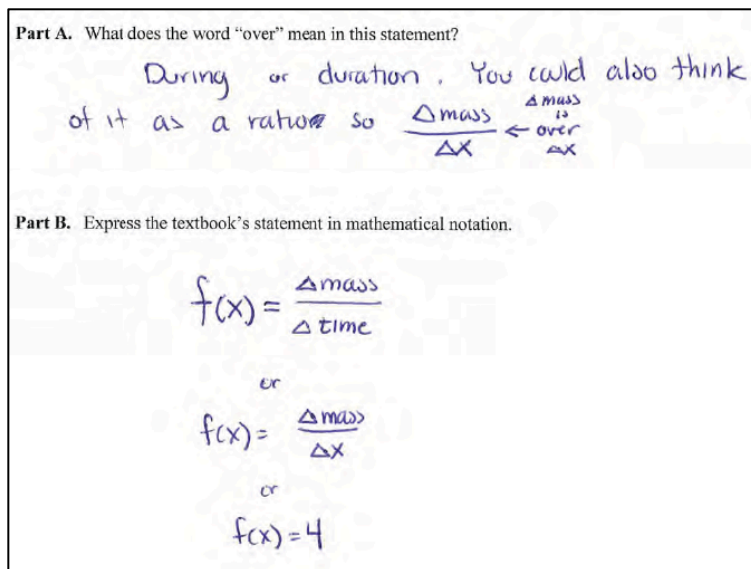 Part A. What does the word “over” mean in this statement?
During or duration. You could also think
of it as a ratio so Δmass / Δx ← Δmass is over Δx
Part B. Express the textbook’s statement in mathematical notation.
f(x) = Δmass / Δtime
or
f(x) = Δmass / Δx
or
f(x) = 4